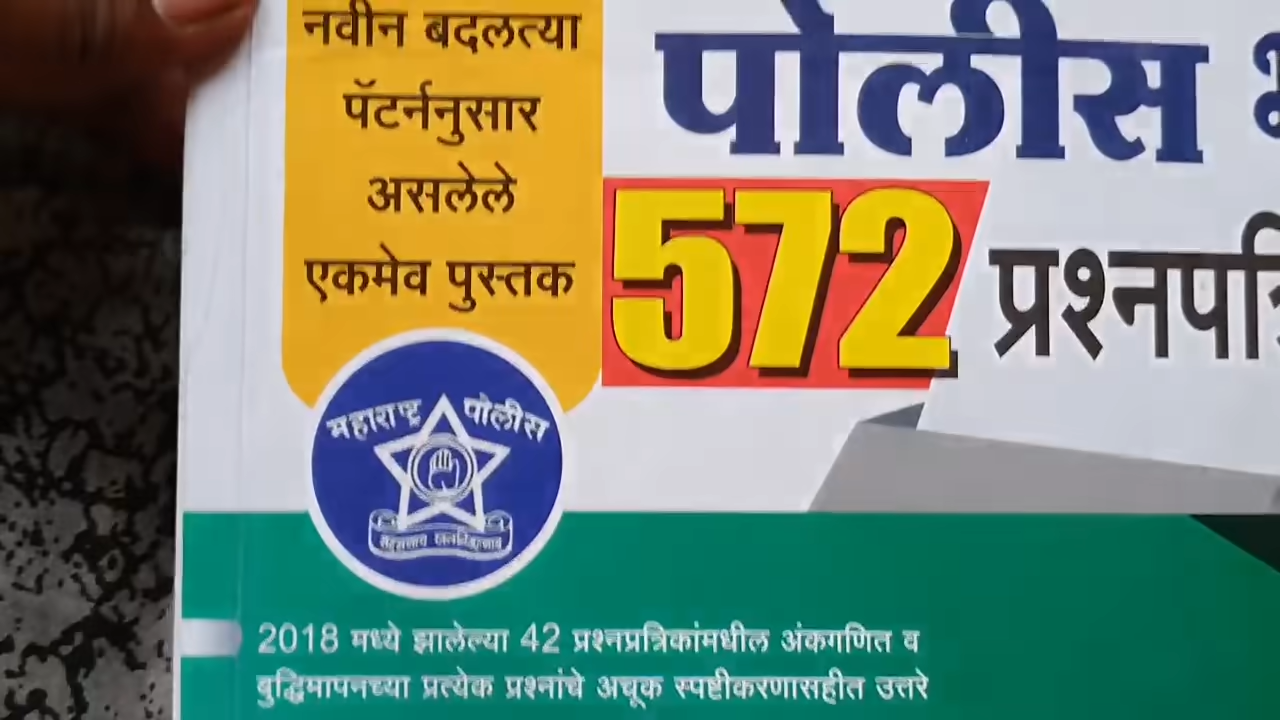 नवीन बदलत्या
पॅटर्ननुसार
असलेले
एकमेव पुस्तक
पोलीस
572 प्रश्नपत्रि
महाराष्ट्र पोलीस
2018 मध्ये झालेल्या 42 प्रश्नप्रत्रिकांमधील अंकगणित व
बुद्धिमापनच्या प्रत्येक प्रश्नांचे अचूक स्पष्टीकरणासहीत उत्तरे